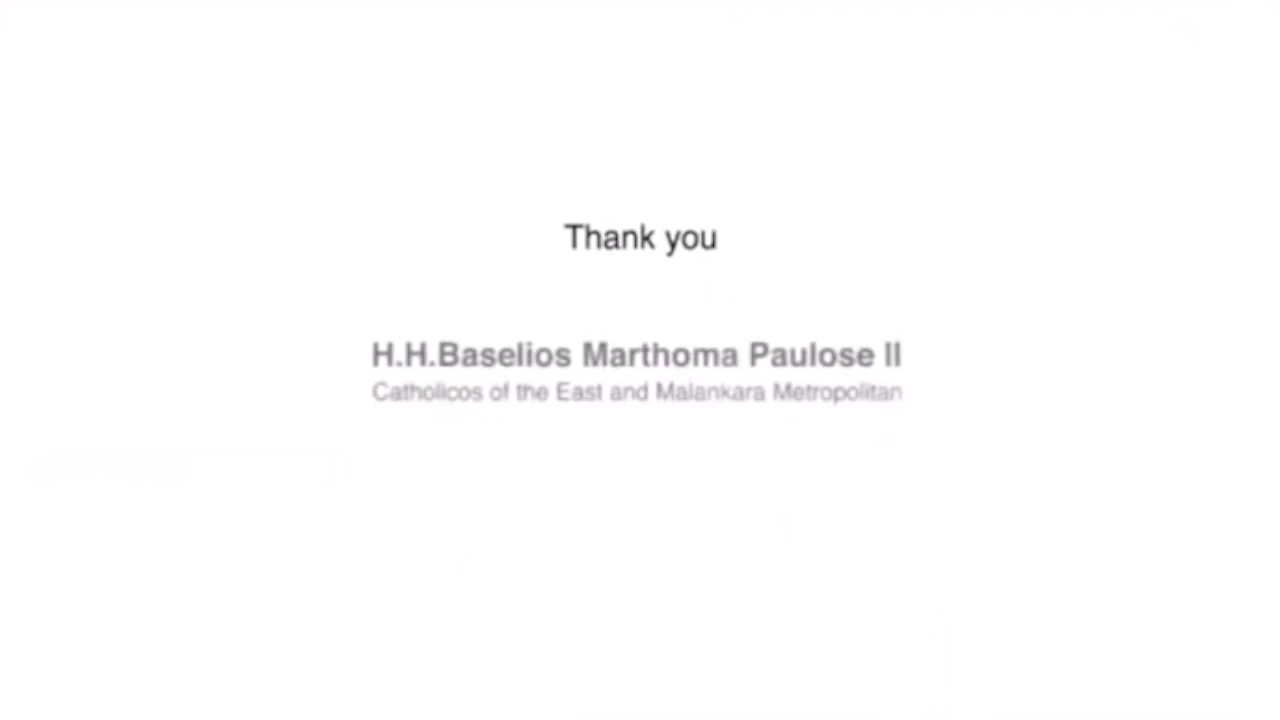 Thank you
H.H.Baselios Marthoma Paulose II
Catholicos of the East and Malankara Metropolitan